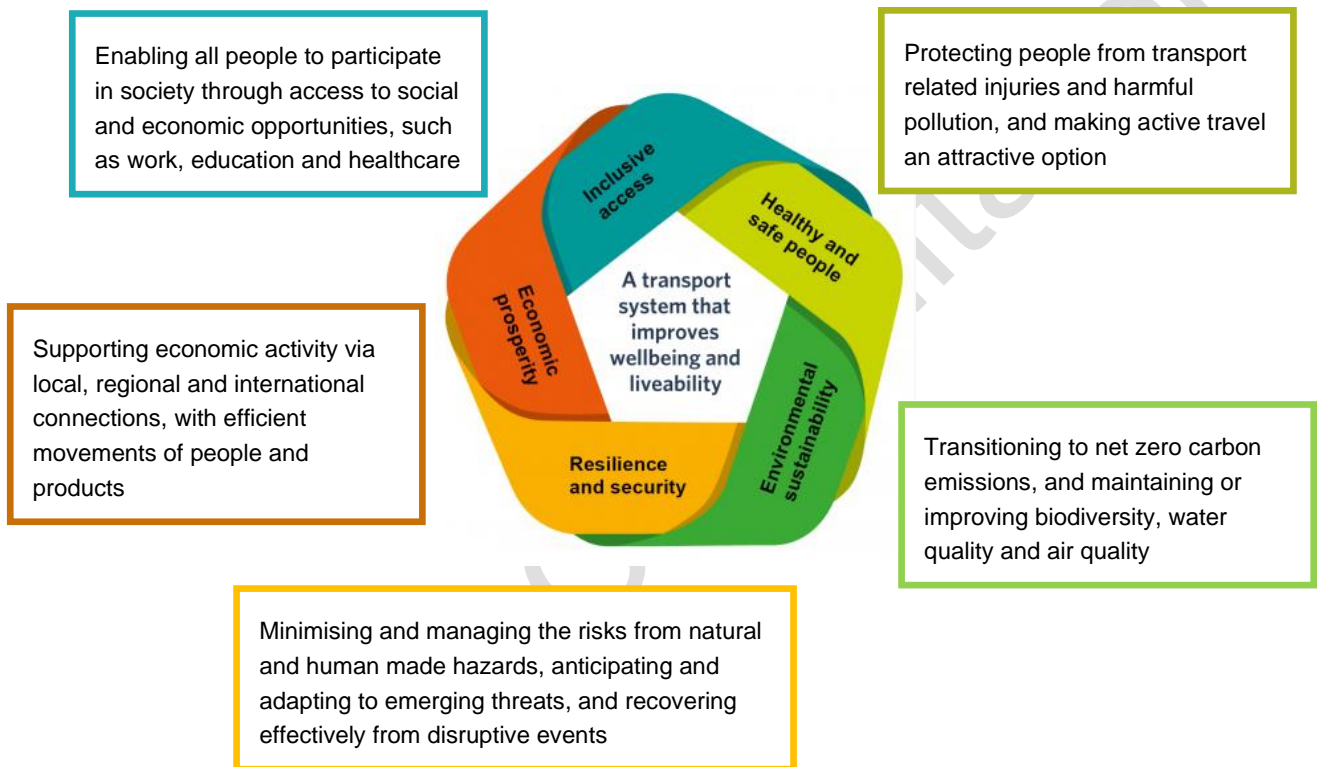 Enabling all people to participate
in society through access to social
and economic opportunities, such
as work, education and healthcare
Protecting people from transport
related injuries and harmful
pollution, and making active travel
an attractive option
Inclusive
access
Healthy and
safe people
Economic
prosperity
A transport
system that
improves
wellbeing and
liveability
Environmental
sustainability
Resilience
and security
Supporting economic activity via
local, regional and international
connections, with efficient
movements of people and
products
Transitioning to net zero carbon
emissions, and maintaining or
improving biodiversity, water
quality and air quality
Minimising and managing the risks from natural
and human made hazards, anticipating and
adapting to emerging threats, and recovering
effectively from disruptive events